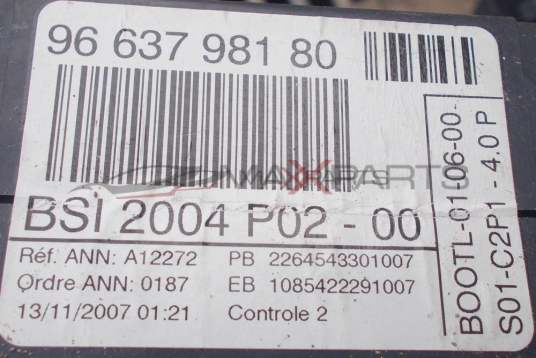 96 637 981 80
MAXXCARPARTS
BSI 2004 P02 - 00
Réf. ANN: A12272 PB 2264543301007
Ordre ANN: 0187 EB 1085422291007
13/11/2007 01:21 Controle 2
BOOTL-01-06-00
S01-C2P1 - 4.0 P